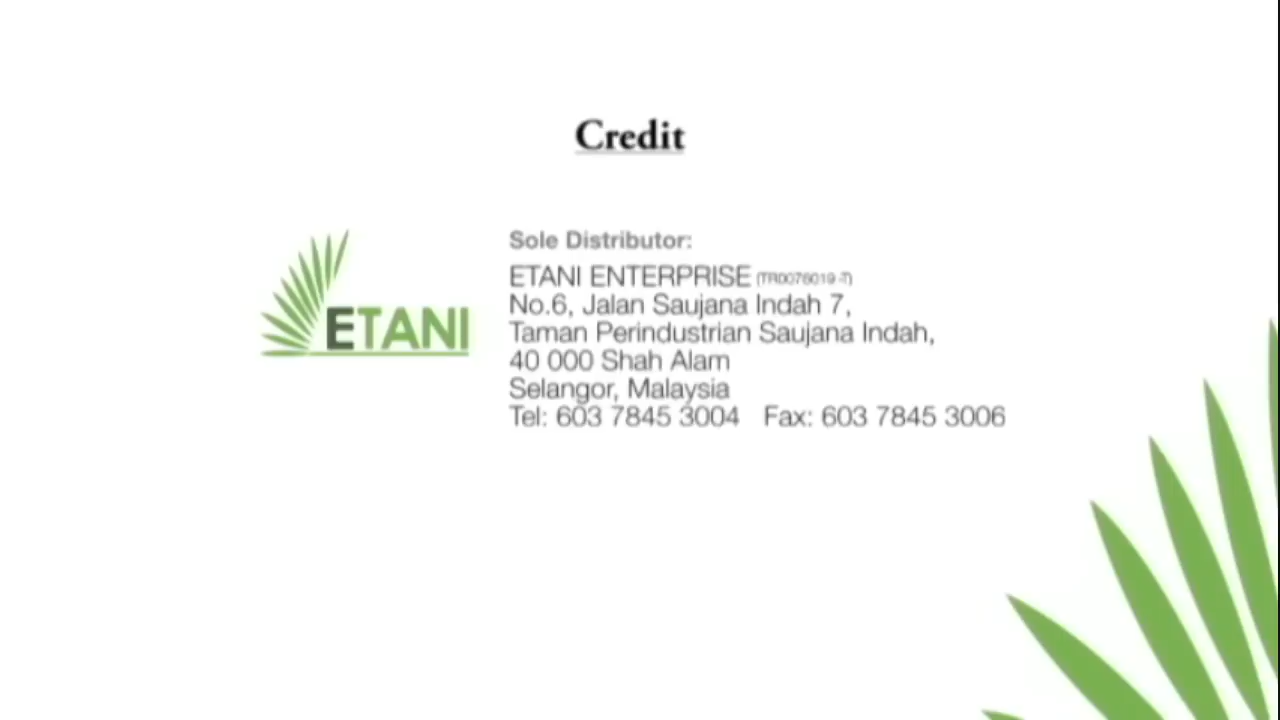 Credit
ETANI
Sole Distributor:
ETANI ENTERPRISE (TR0076019-T)
No.6, Jalan Saujana Indah 7,
Taman Perindustrian Saujana Indah,
40 000 Shah Alam
Selangor, Malaysia
Tel: 603 7845 3004 Fax: 603 7845 3006